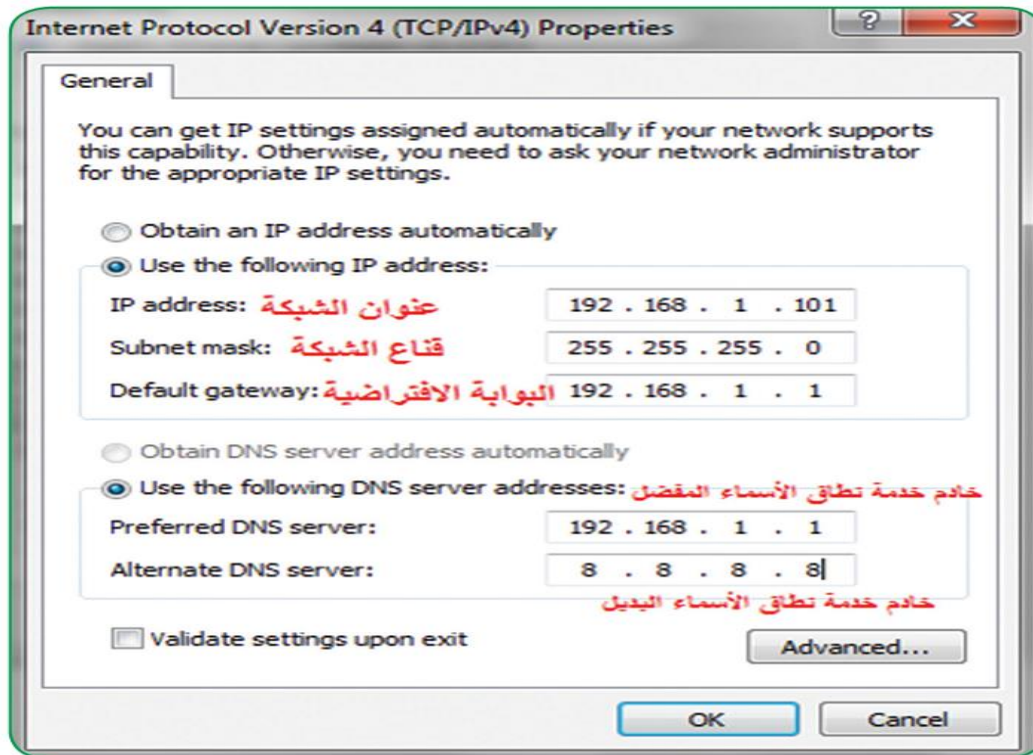 Internet Protocol Version 4 (TCP/IPv4) Properties
General
You can get IP settings assigned automatically if your network supports
this capability. Otherwise, you need to ask your network administrator
for the appropriate IP settings.
Obtain an IP address automatically
Use the following IP address:
IP address: عنوان الشبكة 192 . 168 . 1 . 101
Subnet mask: قناع الشبكة 255 . 255 . 255 . 0
Default gateway: البوابة الافتراضية 192 . 168 . 1 . 1
Obtain DNS server address automatically
Use the following DNS server addresses: خادم خدمة نطاق الأسماء المفضل
Preferred DNS server: 192 . 168 . 1 . 1
Alternate DNS server: 8 . 8 . 8 . 8
خادم خدمة نطاق الأسماء البديل
Validate settings upon exit
Advanced...
OK Cancel